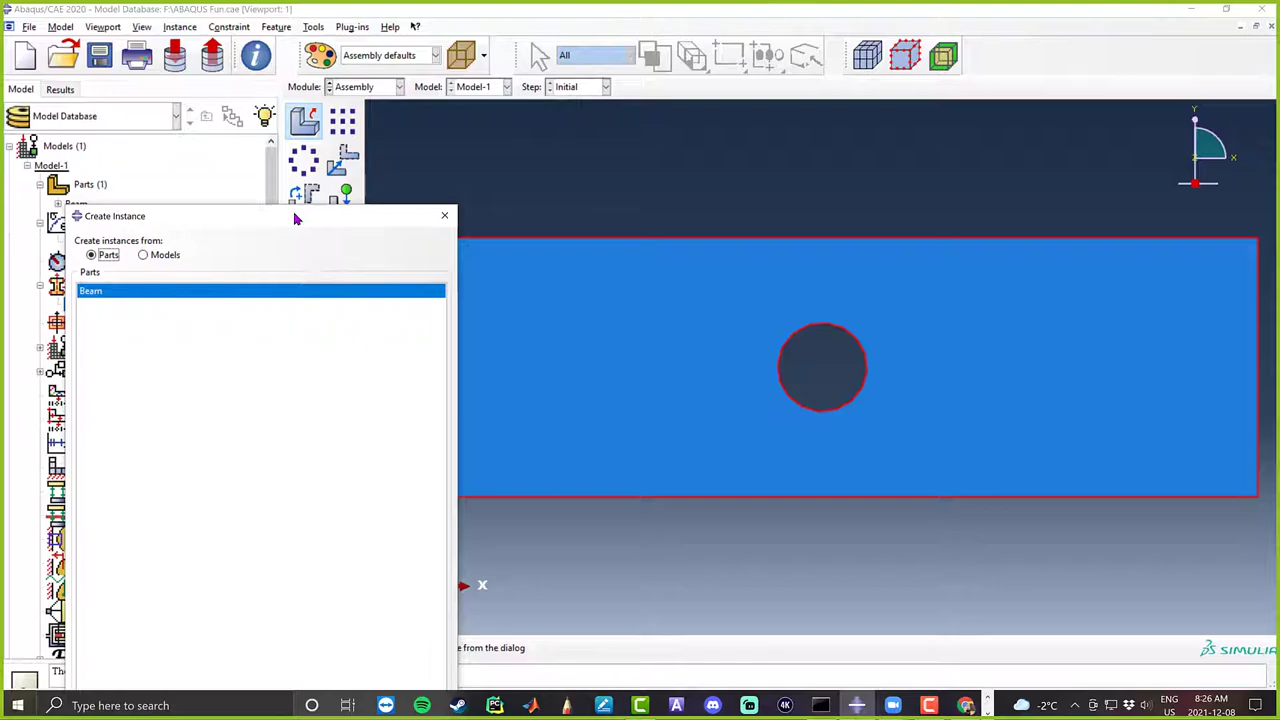 Abaqus/CAE 2020 - Model Database: F:\ABAQUS Fun.cae [Viewport: 1]
File Model Viewport View Instance Constraint Feature Tools Plug-ins Help
Assembly defaults
All
Model Results
Module: Assembly Model: Model-1 Step: Initial
Model Database
Models (1)
Model-1
Parts (1)
Create Instance
Create instances from:
Parts Models
Parts
Beam
Y
X
Z
X
e from the dialog
SIMULI
Th
Type here to search
-2°C
ENG
US
8:26 AM
2021-12-08